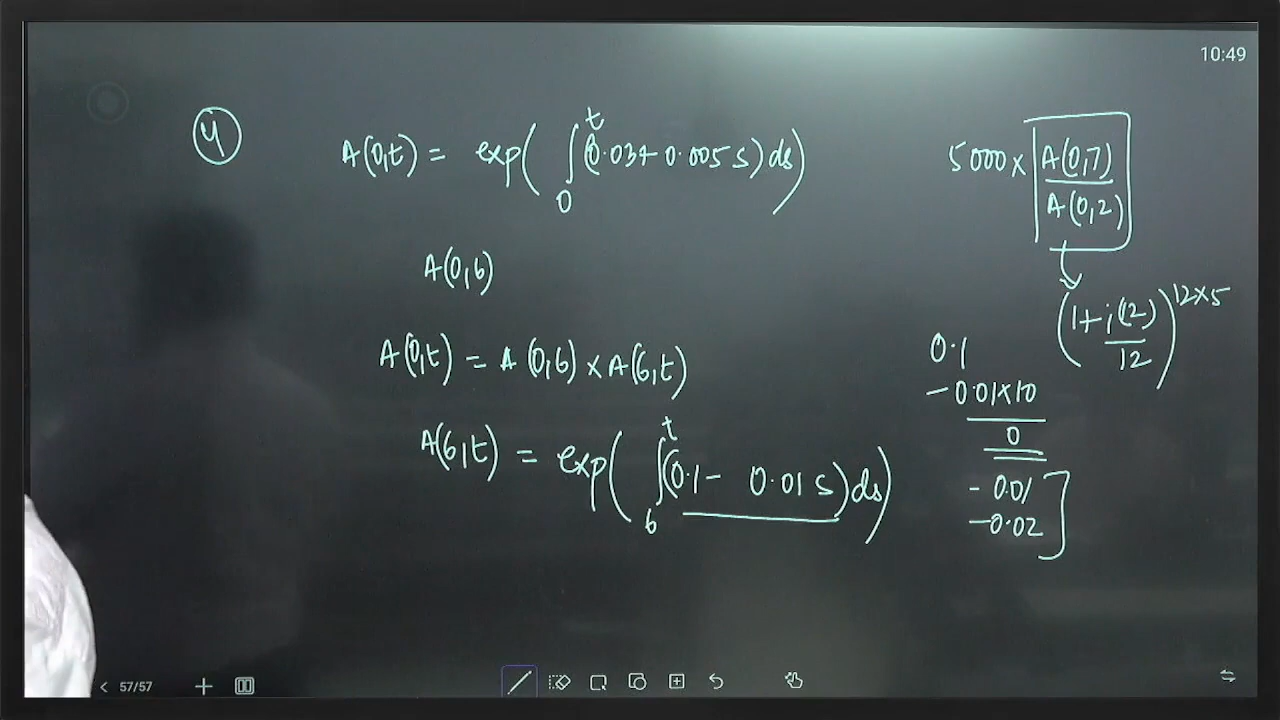 10:49
4
A(0,t) = exp( ∫₀ᵗ (0.03+ 0.005 s) ds )
5000 × A(0,7) / A(0,2)
A(0,6)
(1 + i(12)/12)^12×5
A(0,t) = A(0,6) × A(6,t)
0.1
- 0.01×10
0
A(6,t) = exp( ∫₆ᵗ (0.1 - 0.01 s) ds )
- 0.01
-0.02
57/57